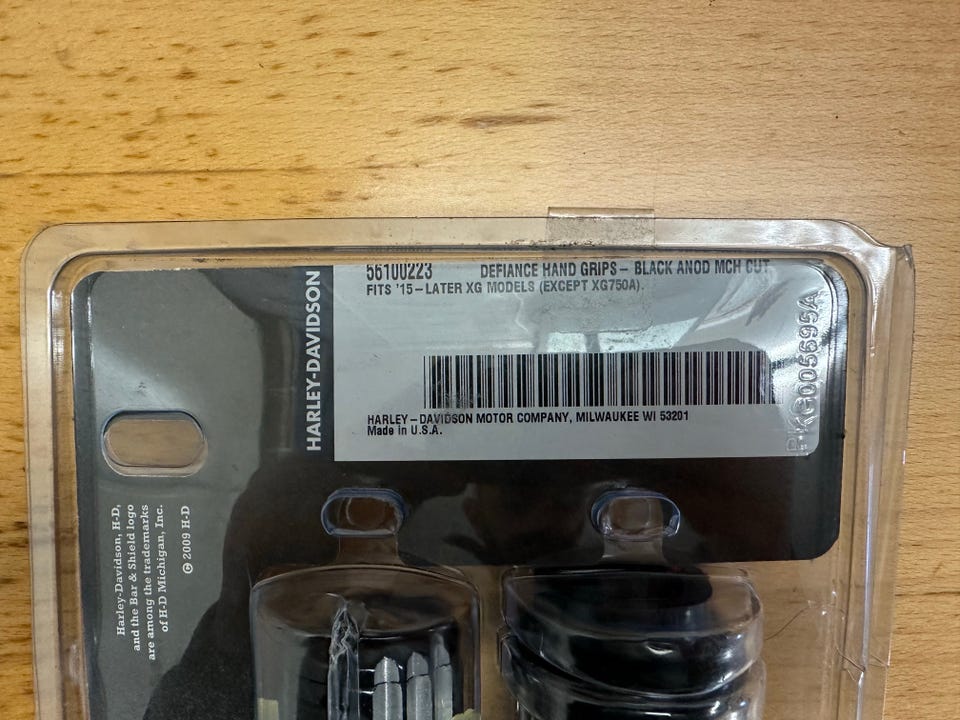 56100223 DEFIANCE HAND GRIPS– BLACK ANOD MCH CUT
FITS '15–LATER XG MODELS (EXCEPT XG750A).
HARLEY–DAVIDSON MOTOR COMPANY, MILWAUKEE WI 53201
Made in U.S.A.
HARLEY-DAVIDSON
PKG005695A
Harley-Davidson, H-D,
and the Bar & Shield logo
are among the trademarks
of H-D Michigan, Inc.
© 2009 H-D